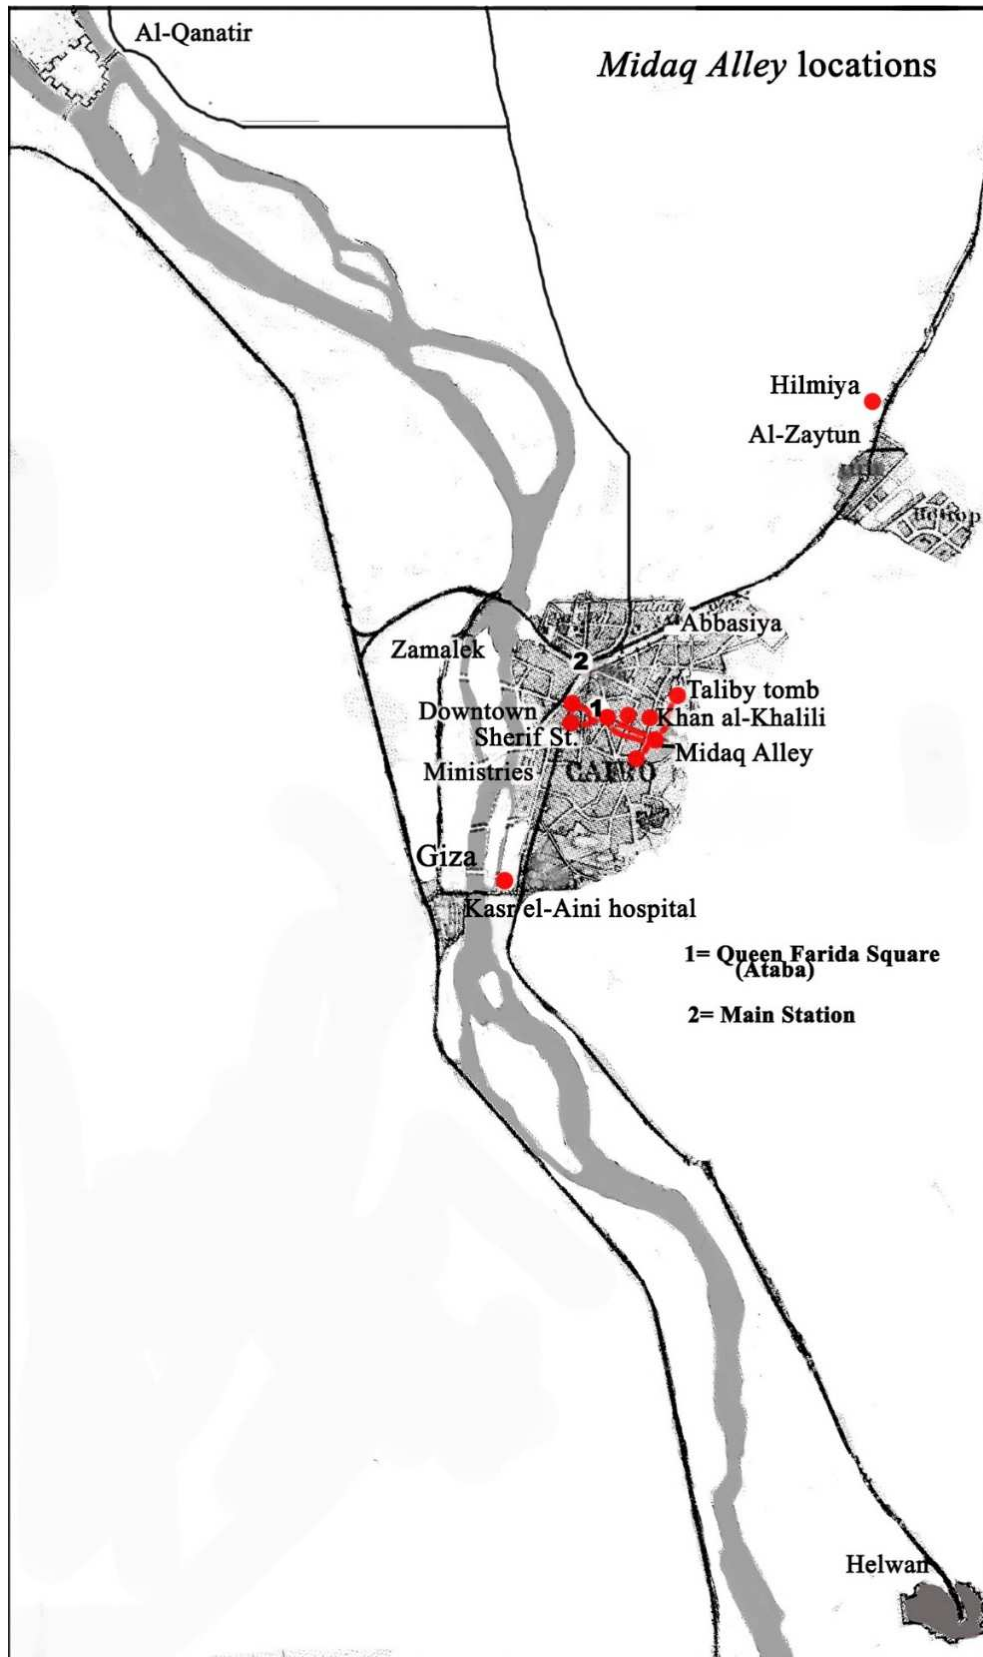 Al-Qanatir
Midaq Alley locations
Hilmiya
Al-Zaytun
Abbasiya
Zamalek
2
Taliby tomb
Downtown
1
Khan al-Khalili
Sherif St.
Midaq Alley
Ministries
CAIRO
Giza
Kasr el-Aini hospital
1= Queen Farida Square
(Ataba)
2= Main Station
Helwan